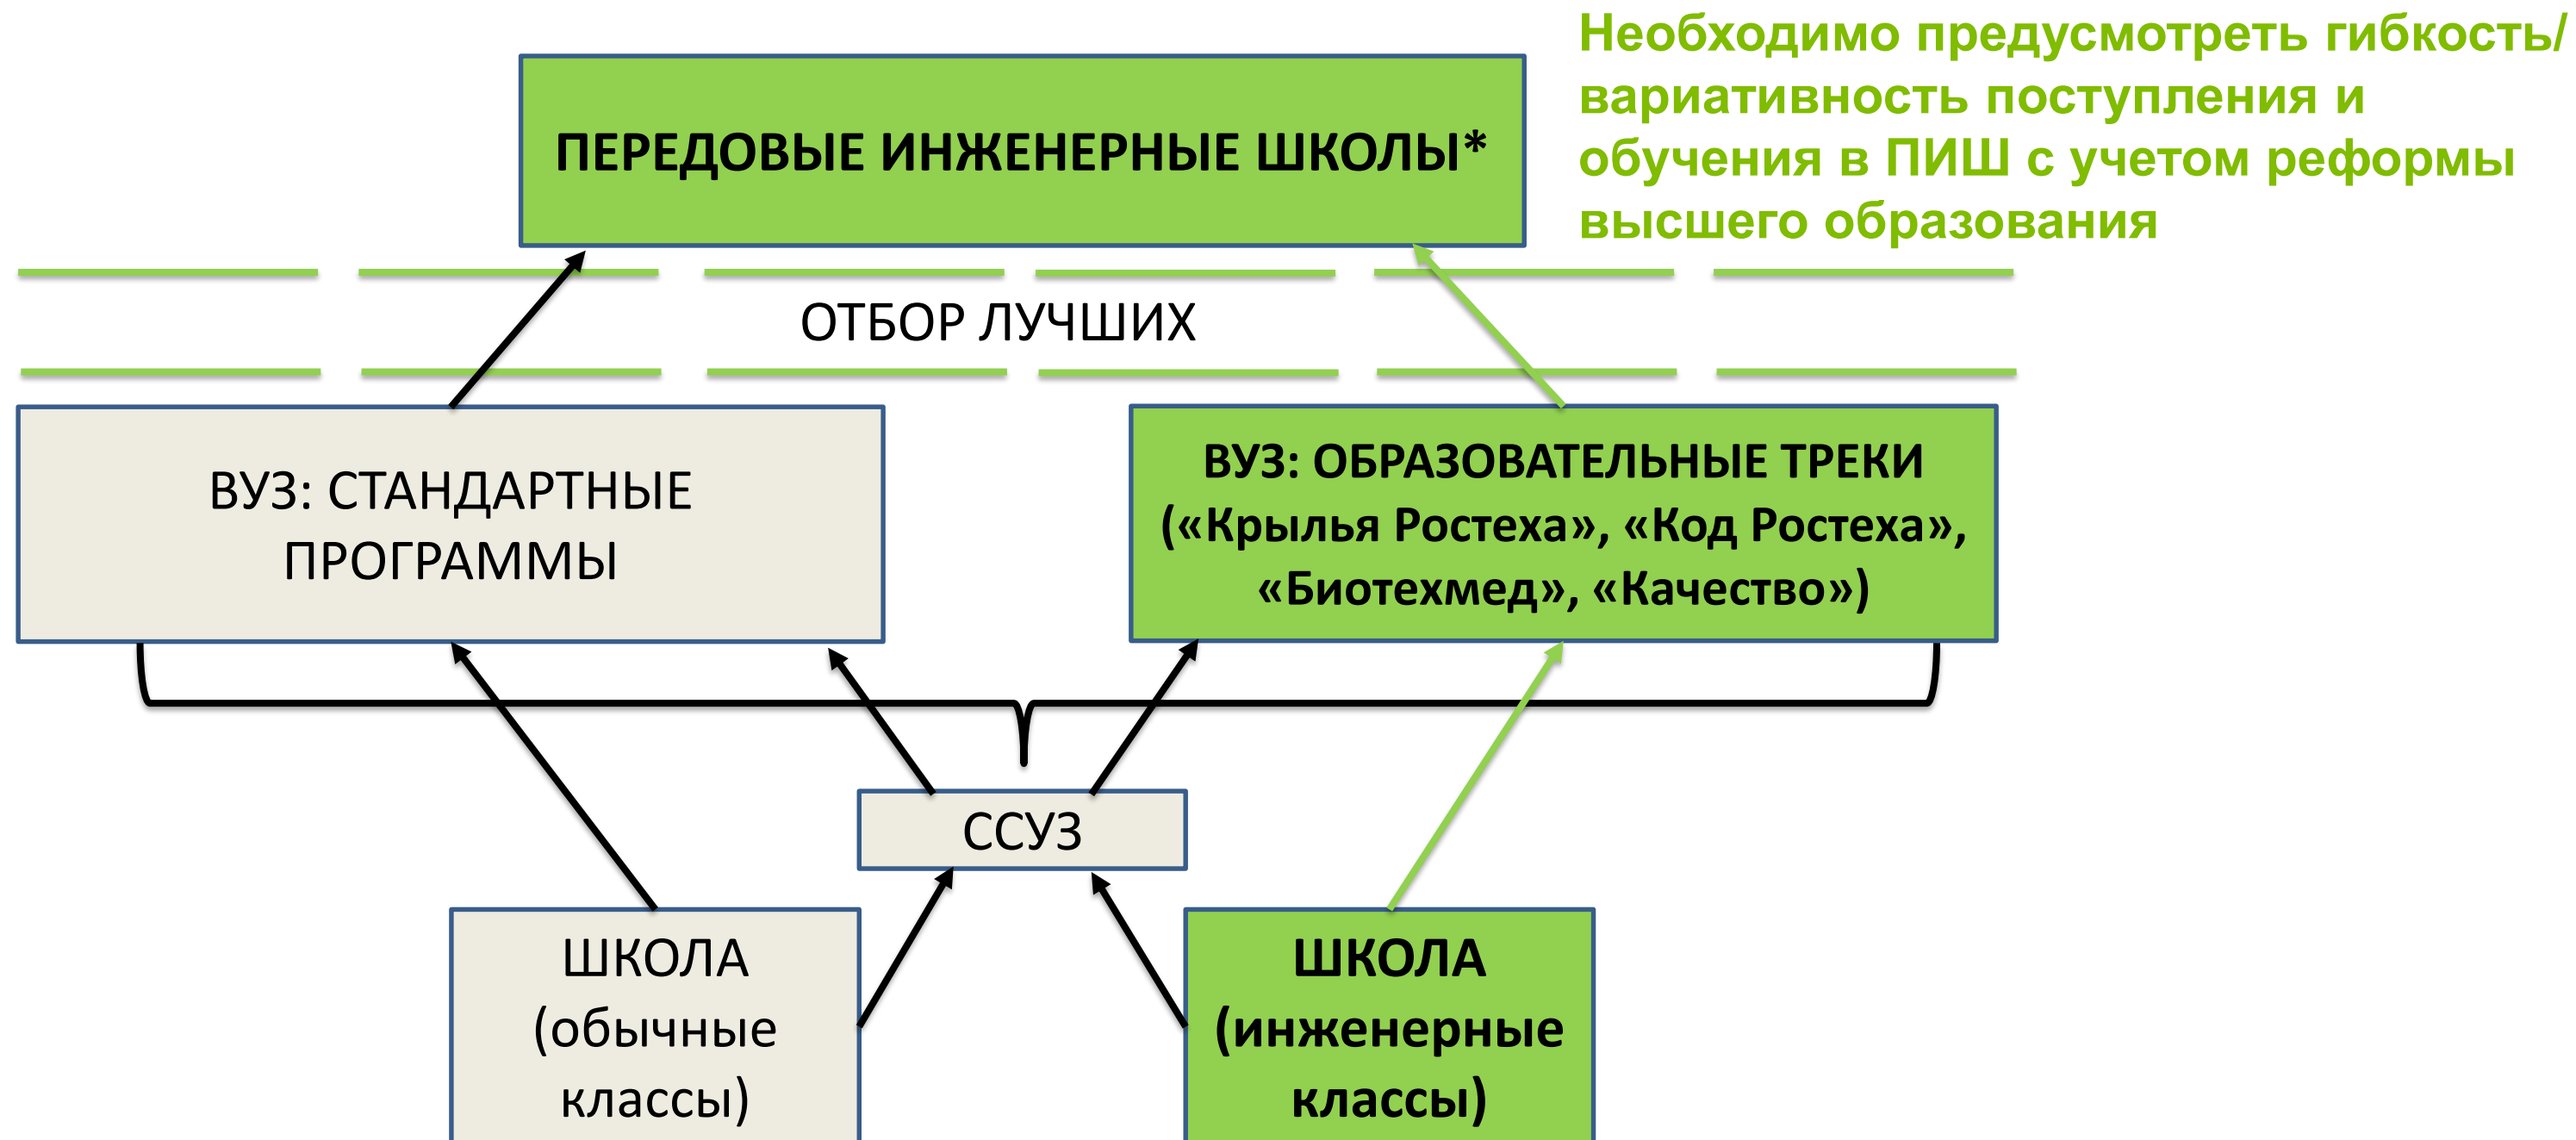 Необходимо предусмотреть гибкость/
вариативность поступления и
обучения в ПИШ с учетом реформы
высшего образования
ПЕРЕДОВЫЕ ИНЖЕНЕРНЫЕ ШКОЛЫ*
ОТБОР ЛУЧШИХ
ВУЗ: СТАНДАРТНЫЕ
ПРОГРАММЫ
ВУЗ: ОБРАЗОВАТЕЛЬНЫЕ ТРЕКИ
(«Крылья Ростеха», «Код Ростеха»,
«Биотехмед», «Качество»)
ССУЗ
ШКОЛА
(обычные
классы)
ШКОЛА
(инженерные
классы)